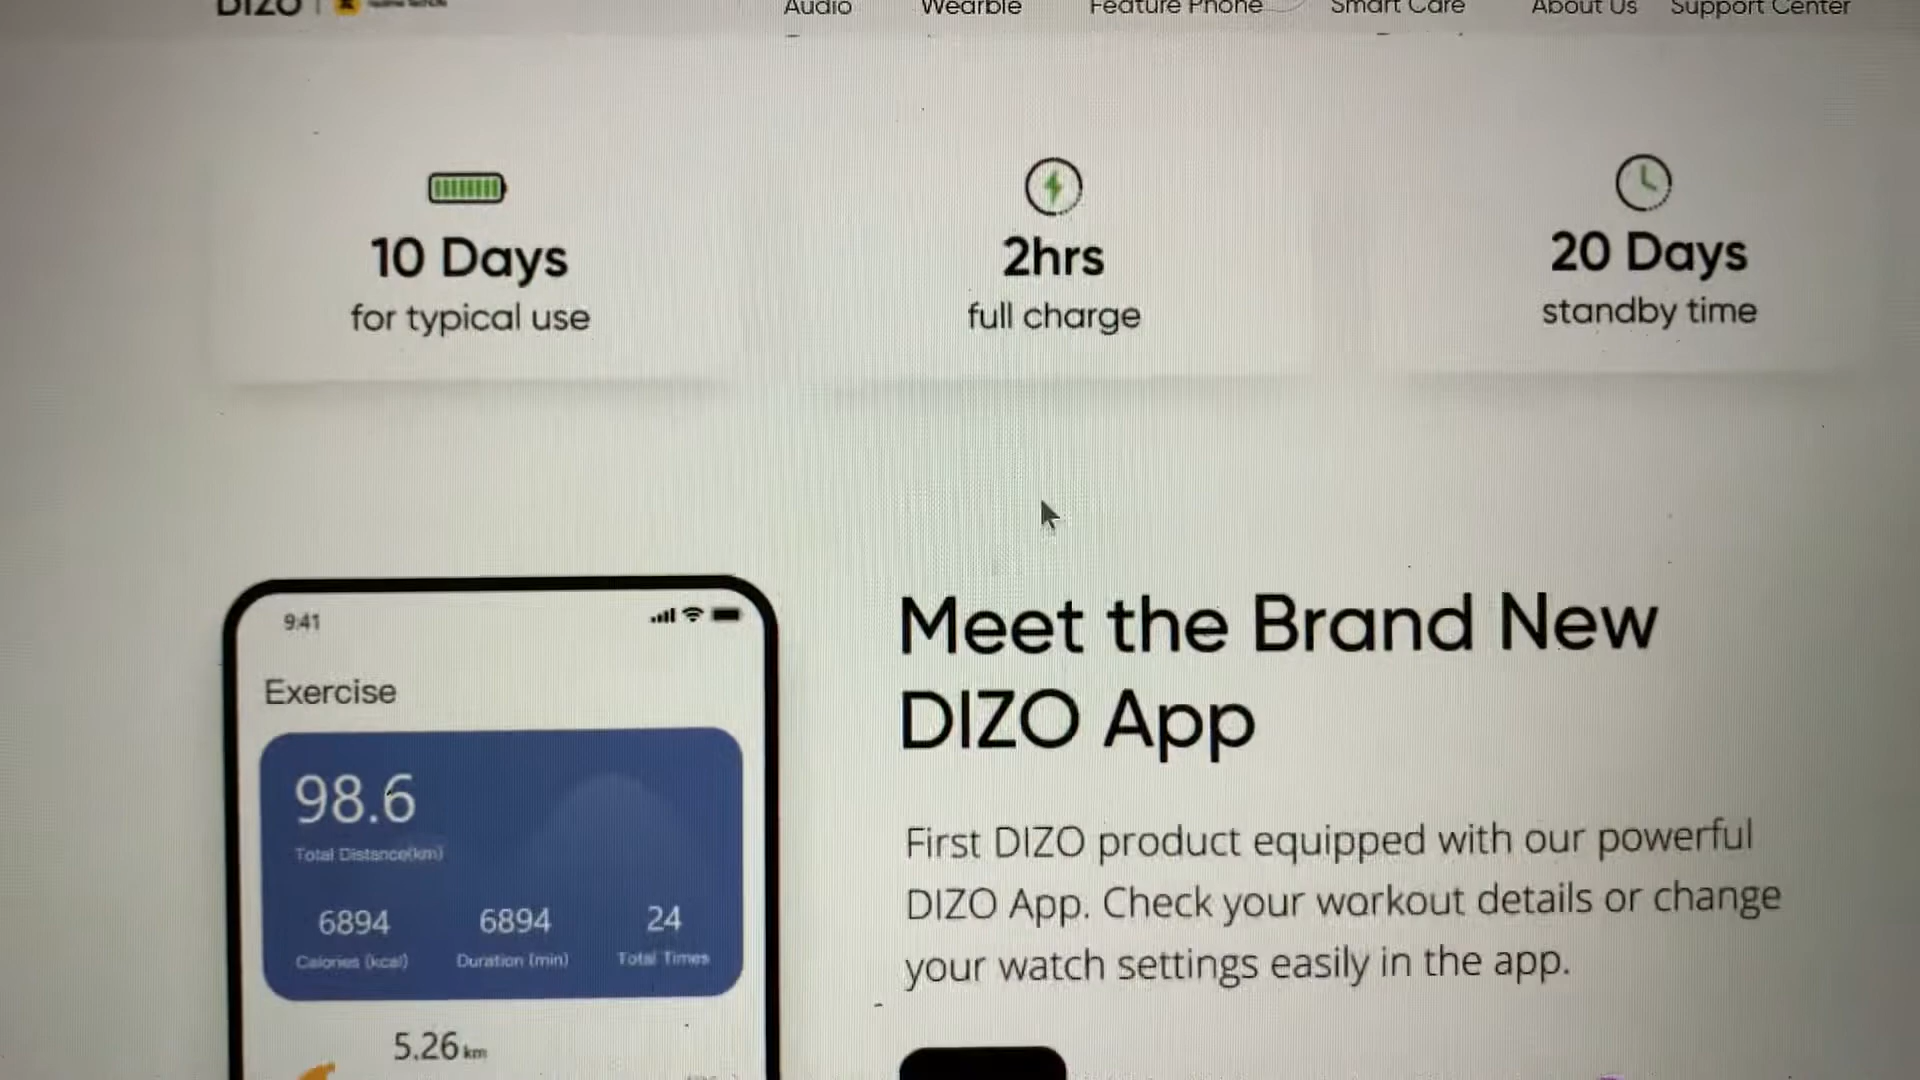 DIZO
Audio Wearble Feature Phone Smart Care About Us Support Center
10 Days
for typical use
2hrs
full charge
20 Days
standby time
9:41
Exercise
98.6
Total Distance(km)
6894 6894 24
Calories (kcal) Duration (min) Total Times
5.26 km
Meet the Brand New
DIZO App
First DIZO product equipped with our powerful
DIZO App. Check your workout details or change
your watch settings easily in the app.